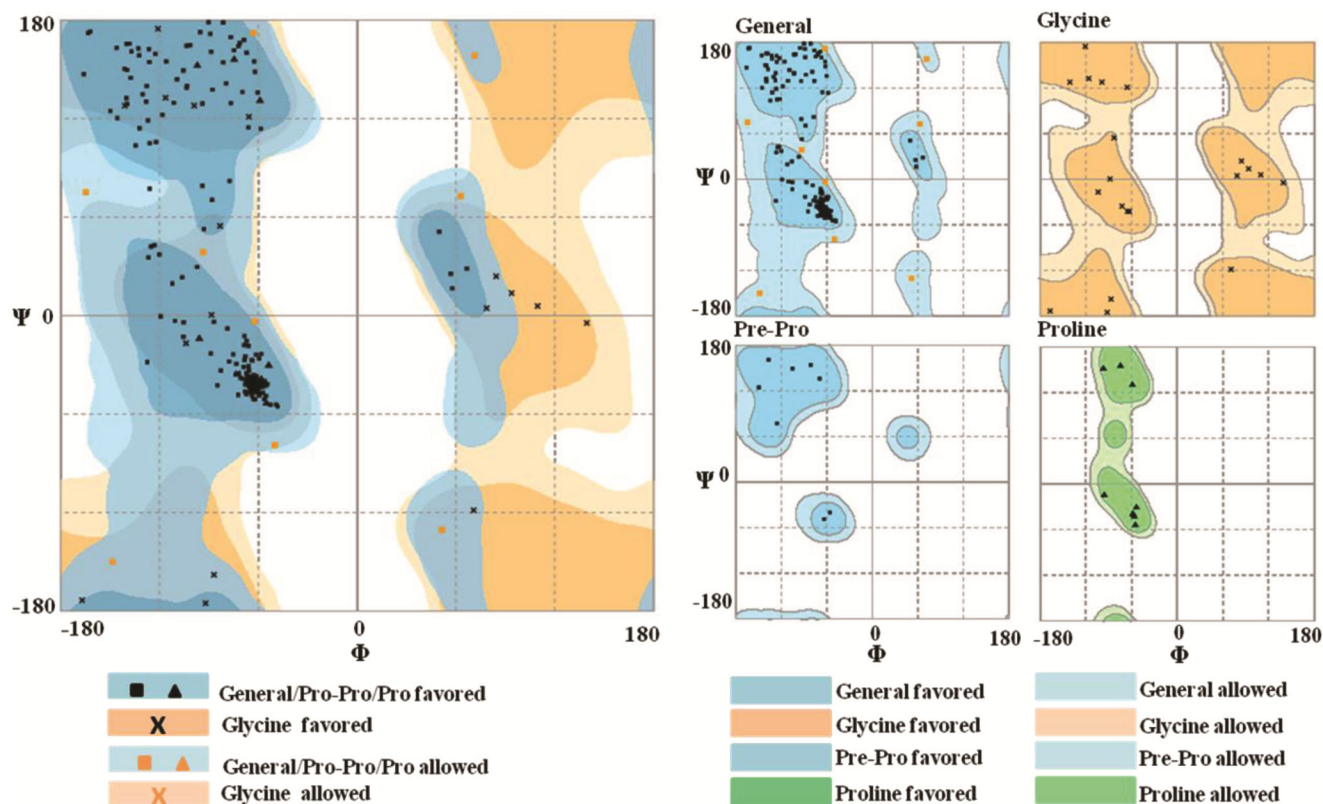 180
Ψ 0
-180
-180
0
180
Φ
General
180
Ψ 0
-180
Glycine
Pre-Pro
180
Ψ 0
-180
0
180
Φ
Proline
-180
0
180
Φ
General/Pro-Pro/Pro favored
X Glycine favored
General/Pro-Pro/Pro allowed
X Glycine allowed
General favored
Glycine favored
Pre-Pro favored
Proline favored
General allowed
Glycine allowed
Pre-Pro allowed
Proline allowed